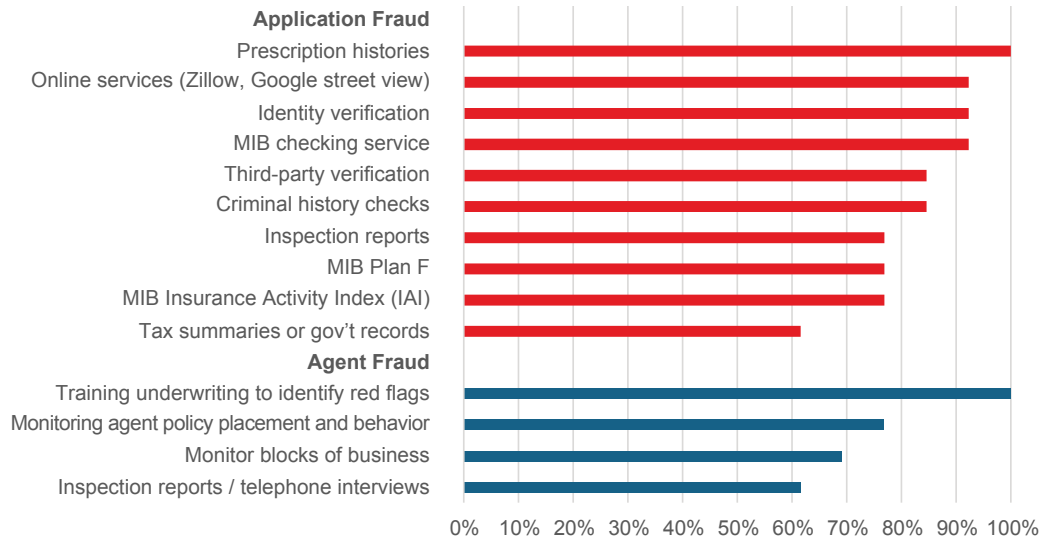 Application Fraud
Prescription histories
Online services (Zillow, Google street view)
Identity verification
MIB checking service
Third-party verification
Criminal history checks
Inspection reports
MIB Plan F
MIB Insurance Activity Index (IAI)
Tax summaries or gov't records
Agent Fraud
Training underwriting to identify red flags
Monitoring agent policy placement and behavior
Monitor blocks of business
Inspection reports / telephone interviews
0% 10% 20% 30% 40% 50% 60% 70% 80% 90% 100%